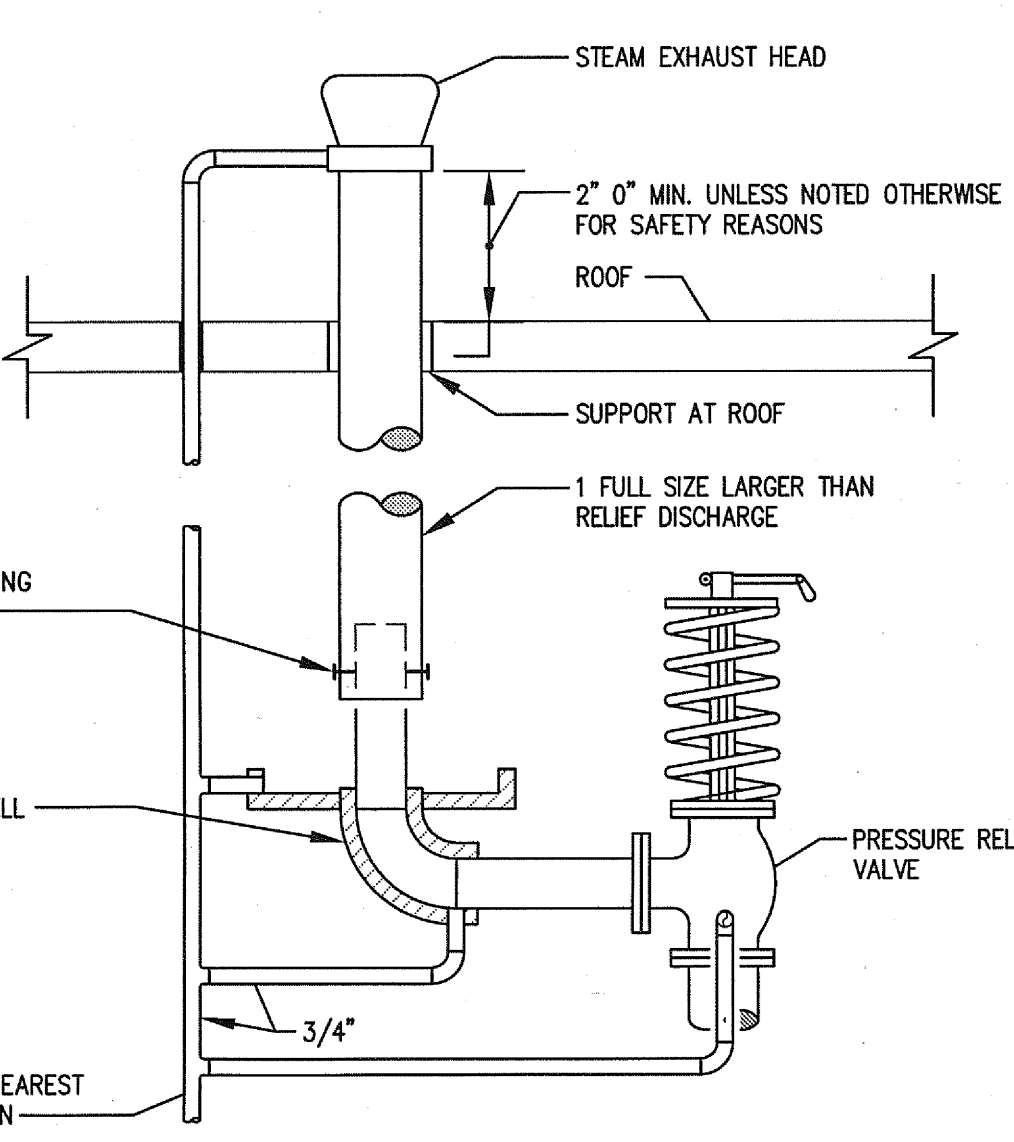 STEAM EXHAUST HEAD
2" 0" MIN. UNLESS NOTED OTHERWISE
FOR SAFETY REASONS
ROOF
SUPPORT AT ROOF
1 FULL SIZE LARGER THAN
RELIEF DISCHARGE
NG
LL
PRESSURE REL
VALVE
3/4"
EAREST
N